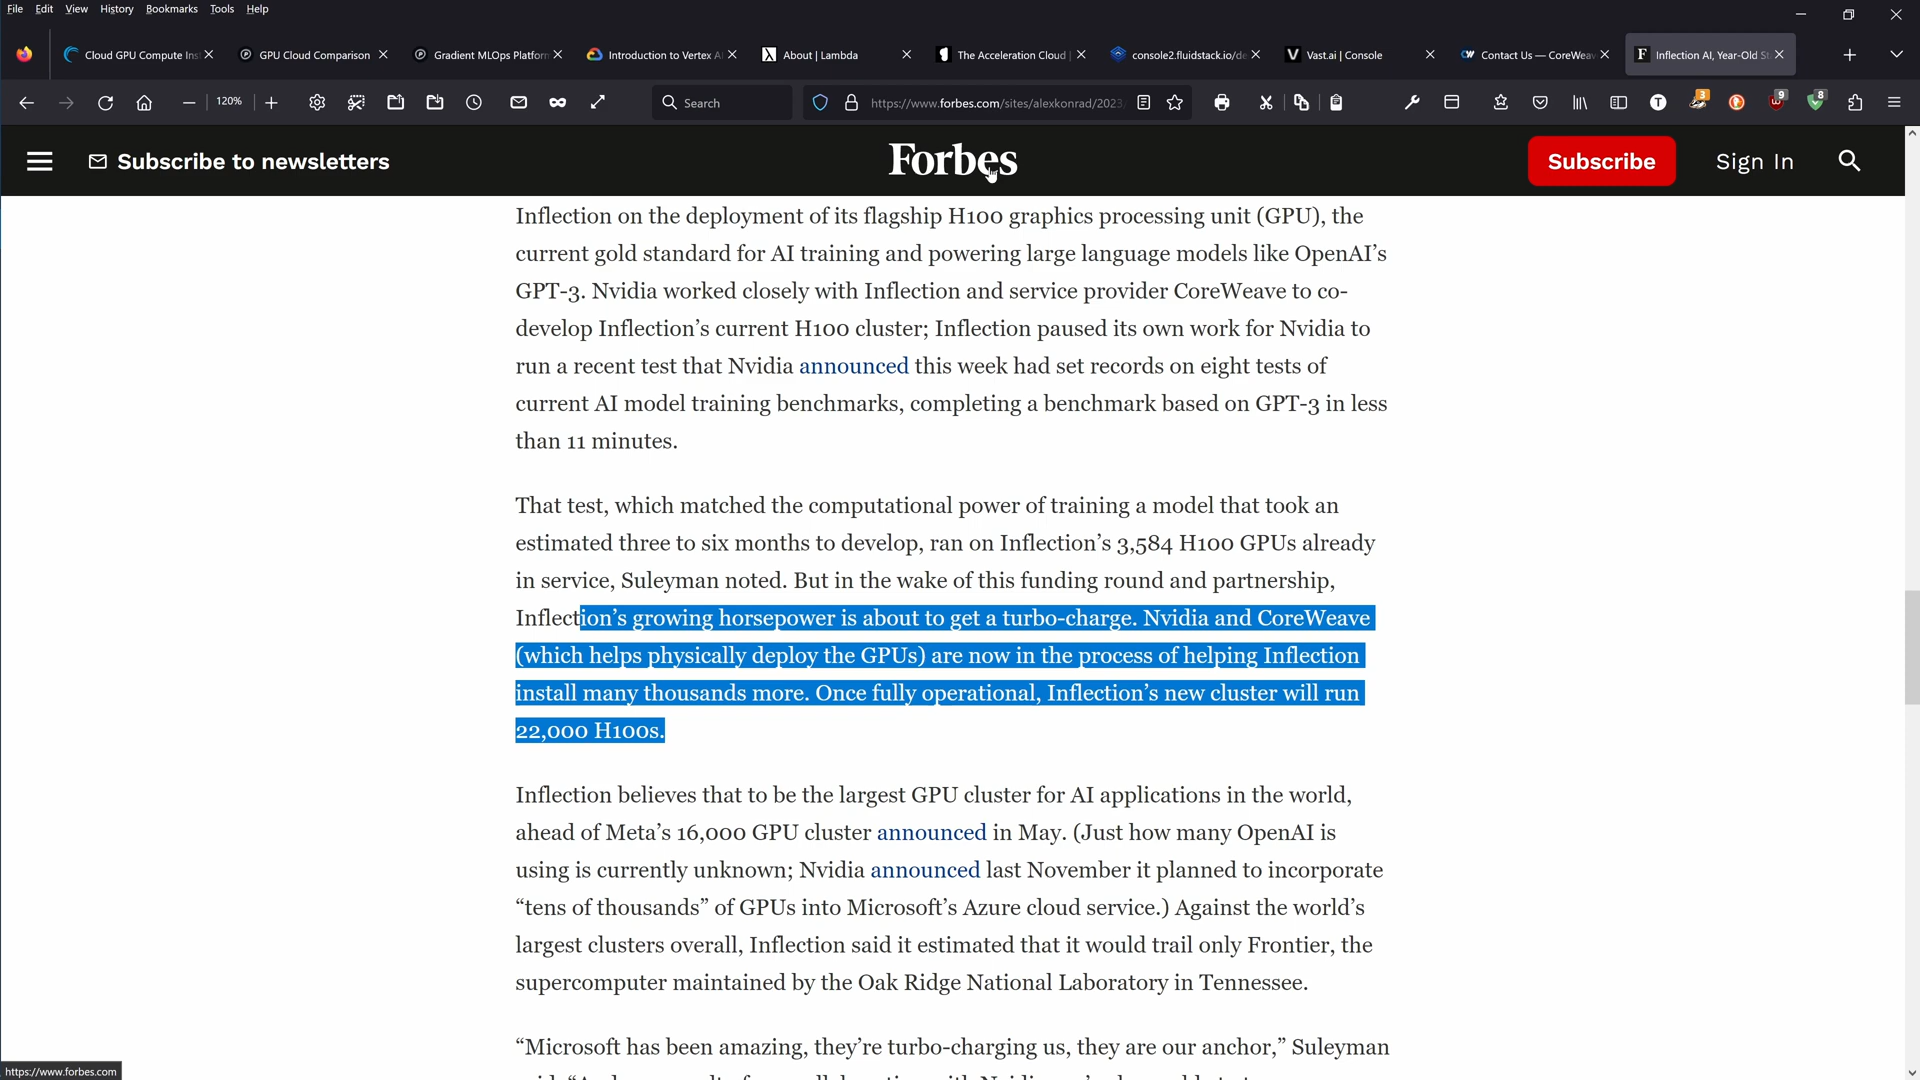 File Edit View History Bookmarks Tools Help
Cloud GPU Compute Ins
GPU Cloud Comparison
Gradient MLOps Platforn
Introduction to Vertex AI
About | Lambda
The Acceleration Cloud |
console2.fluidstack.io/de
Vast.ai | Console
Contact Us — CoreWeav
Inflection AI, Year-Old St
120%
Search
https://www.forbes.com/sites/alexkonrad/2023
3
9
8
Subscribe to newsletters
Forbes
Subscribe
Sign In
Inflection on the deployment of its flagship H100 graphics processing unit (GPU), the
current gold standard for AI training and powering large language models like OpenAI’s
GPT-3. Nvidia worked closely with Inflection and service provider CoreWeave to co-
develop Inflection’s current H100 cluster; Inflection paused its own work for Nvidia to
run a recent test that Nvidia announced this week had set records on eight tests of
current AI model training benchmarks, completing a benchmark based on GPT-3 in less
than 11 minutes.
That test, which matched the computational power of training a model that took an
estimated three to six months to develop, ran on Inflection’s 3,584 H100 GPUs already
in service, Suleyman noted. But in the wake of this funding round and partnership,
Inflection’s growing horsepower is about to get a turbo-charge. Nvidia and CoreWeave
(which helps physically deploy the GPUs) are now in the process of helping Inflection
install many thousands more. Once fully operational, Inflection’s new cluster will run
22,000 H100s.
Inflection believes that to be the largest GPU cluster for AI applications in the world,
ahead of Meta’s 16,000 GPU cluster announced in May. (Just how many OpenAI is
using is currently unknown; Nvidia announced last November it planned to incorporate
“tens of thousands” of GPUs into Microsoft’s Azure cloud service.) Against the world’s
largest clusters overall, Inflection said it estimated that it would trail only Frontier, the
supercomputer maintained by the Oak Ridge National Laboratory in Tennessee.
“Microsoft has been amazing, they’re turbo-charging us, they are our anchor,” Suleyman
https://www.forbes.com